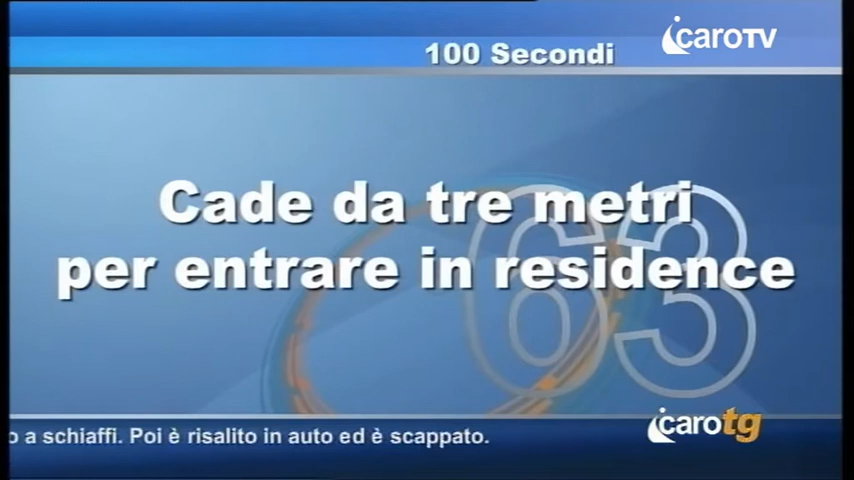 100 Secondi
icaroTV
Cade da tre metri
per entrare in residence
63
o a schiaffi. Poi è risalito in auto ed è scappato.
icarotg